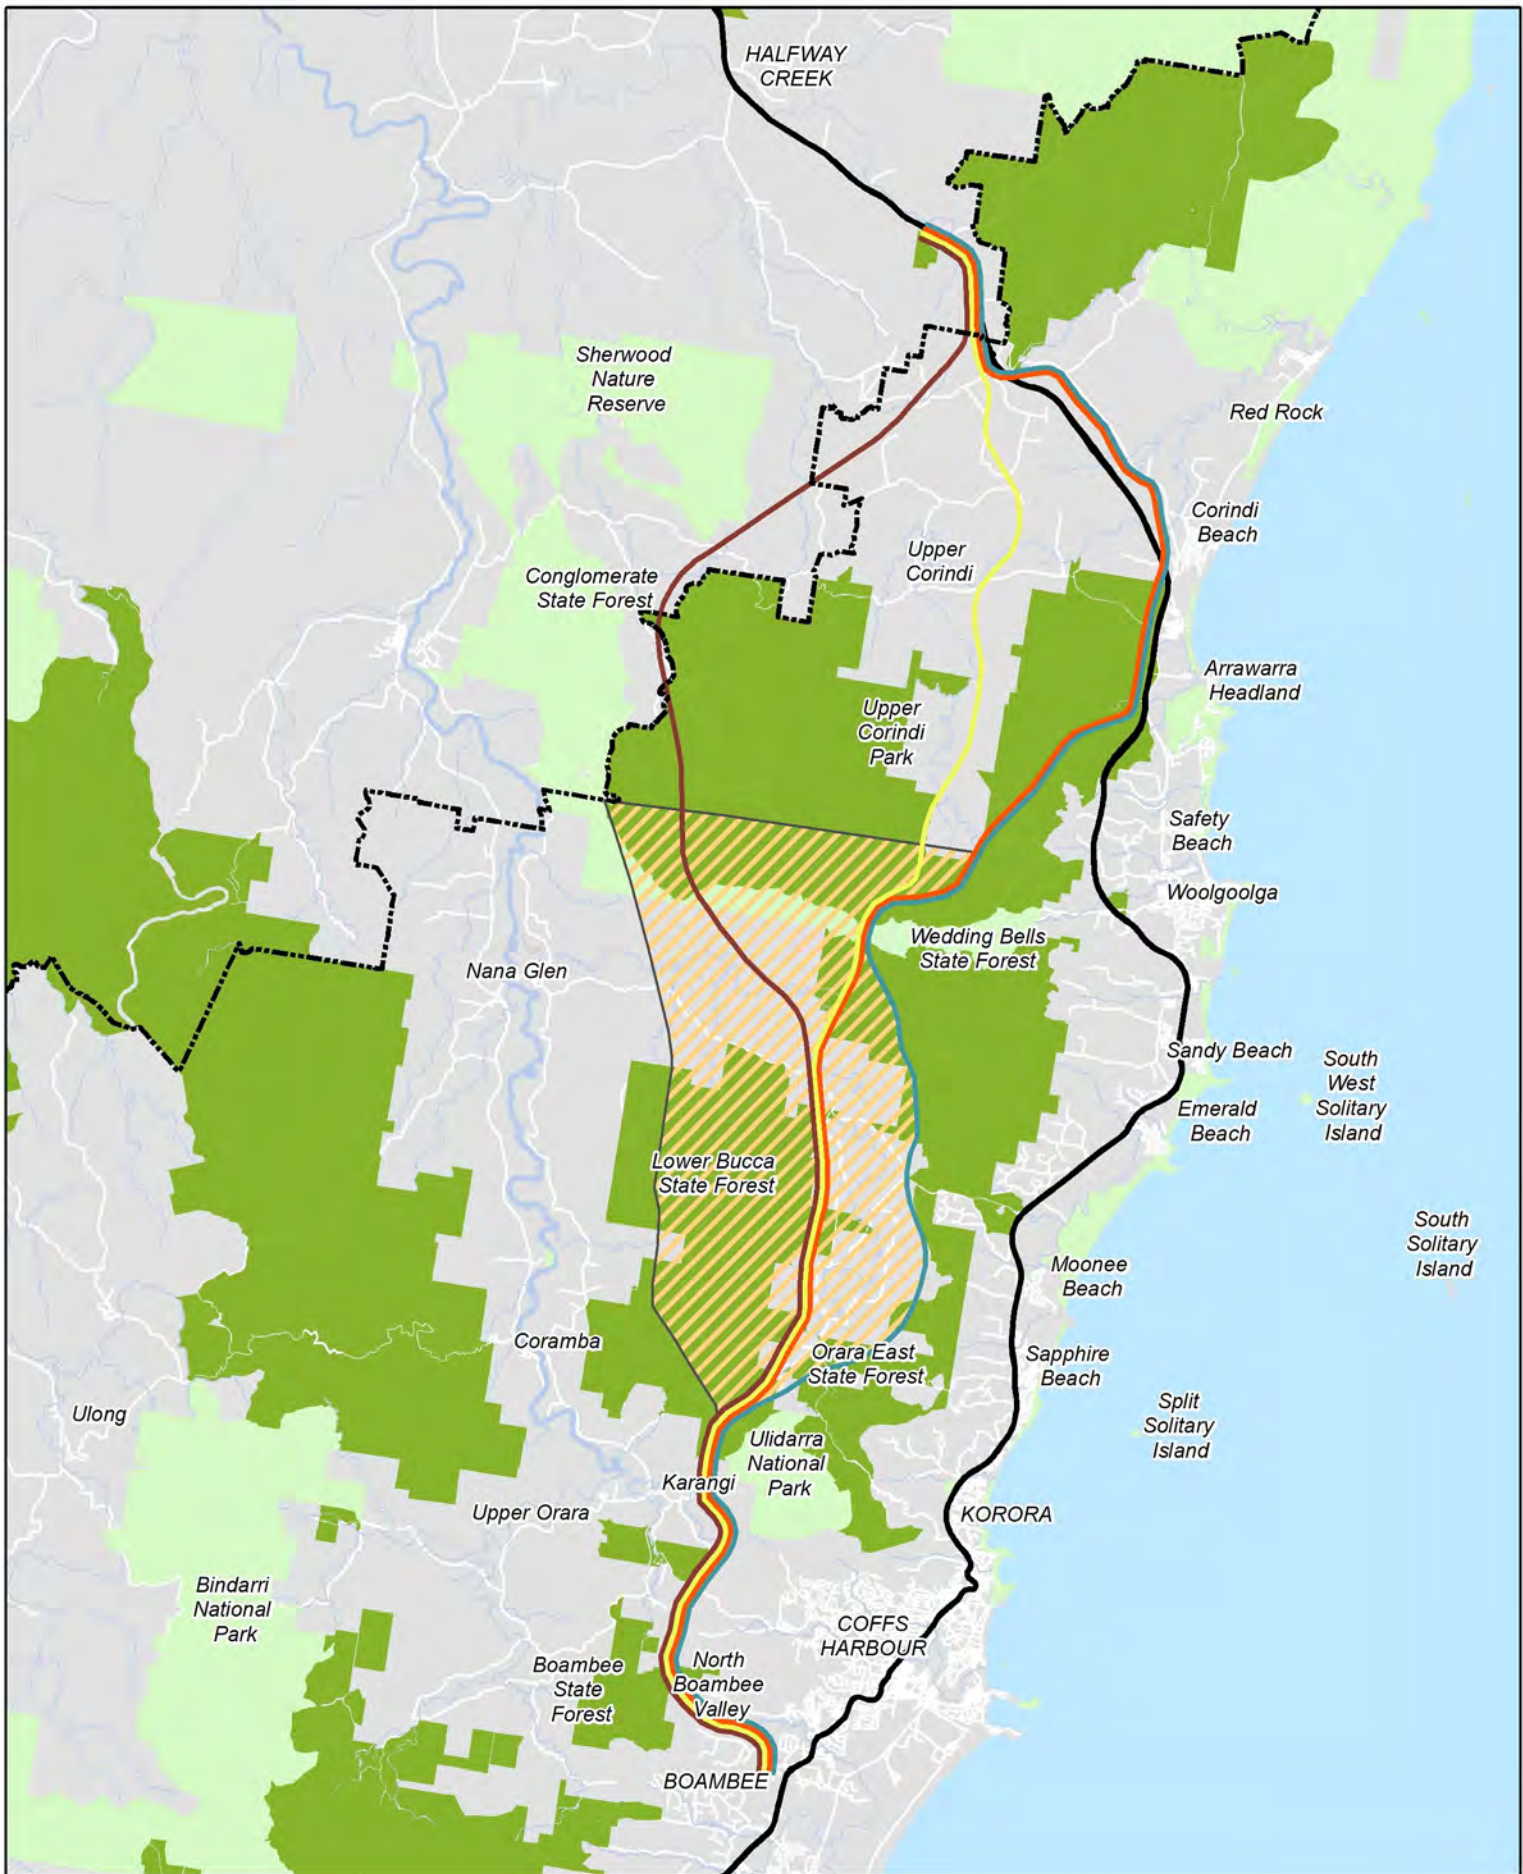 HALFWAY
CREEK
Sherwood
Nature
Reserve
Red Rock
Corindi
Beach
Upper
Corindi
Conglomerate
State Forest
Arrawarra
Headland
Upper
Corindi
Park
Safety
Beach
Woolgoolga
Wedding Bells
State Forest
Nana Glen
Sandy Beach
South
West
Solitary
Island
Emerald
Beach
Lower Bucca
State Forest
South
Solitary
Island
Moonee
Beach
Coramba
Orara East
State Forest
Sapphire
Beach
Ulong
Split
Solitary
Island
Ulidarra
National
Park
Karangi
Upper Orara
KORORA
Bindarri
National
Park
COFFS
HARBOUR
Boambee
State
Forest
North
Boambee
Valley
BOAMBEE